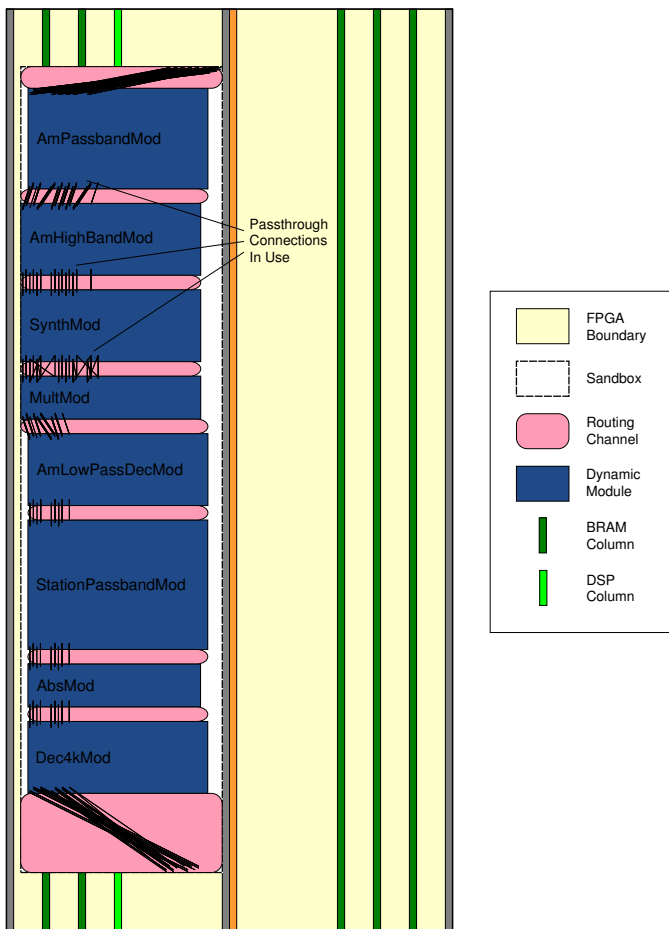 AmPassbandMod
AmHighBandMod
SynthMod
MultMod
AmLowPassDecMod
StationPassbandMod
AbsMod
Dec4kMod
Passthrough
Connections
In Use
FPGA
Boundary
Sandbox
Routing
Channel
Dynamic
Module
BRAM
Column
DSP
Column